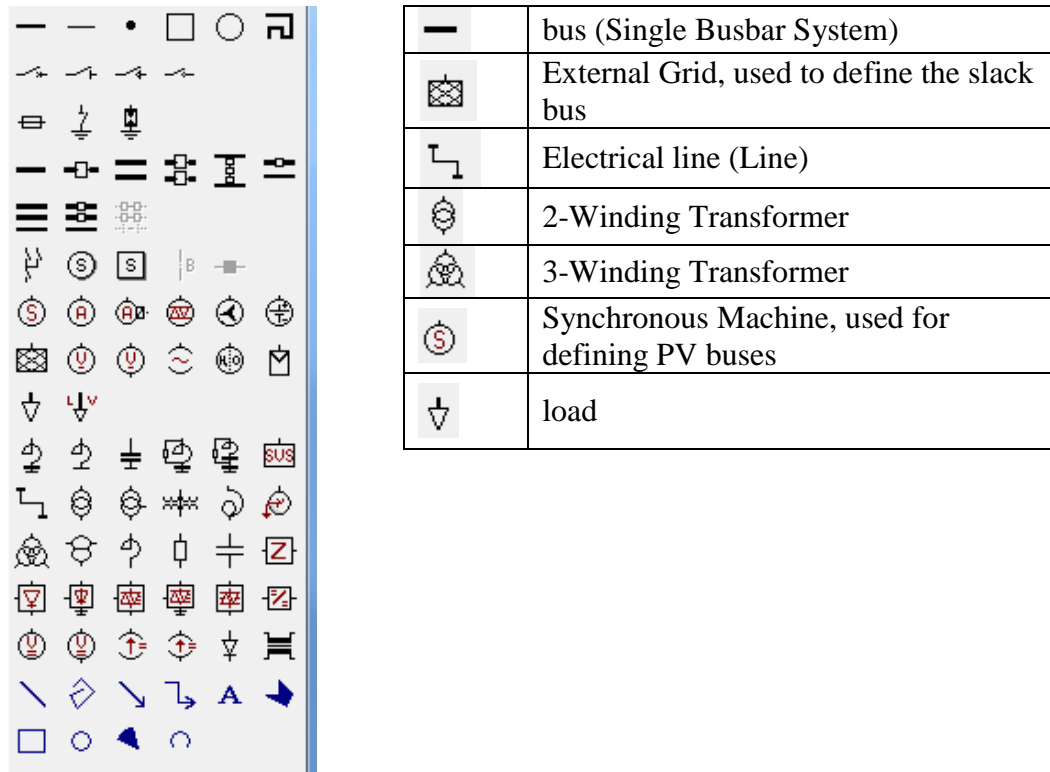 bus (Single Busbar System)
External Grid, used to define the slack
bus
Electrical line (Line)
2-Winding Transformer
3-Winding Transformer
Synchronous Machine, used for
defining PV buses
S
load
S S B
S A A
V V
L V
SVS
Z
V V
A